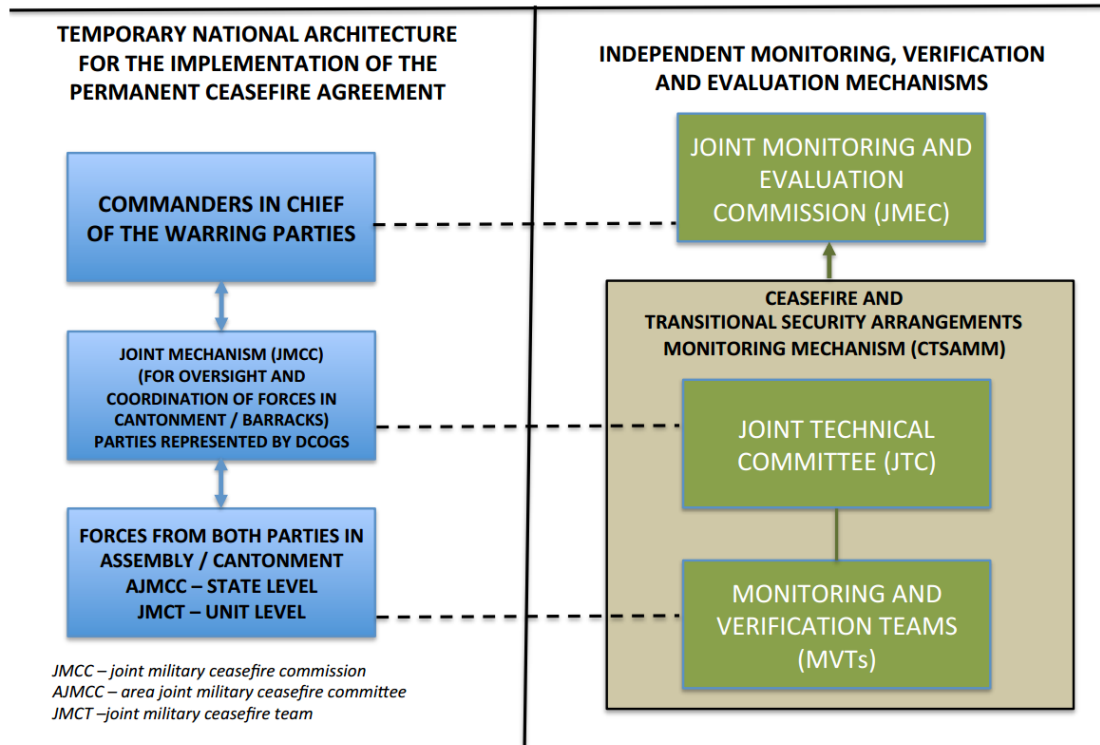 TEMPORARY NATIONAL ARCHITECTURE
FOR THE IMPLEMENTATION OF THE
PERMANENT CEASEFIRE AGREEMENT
COMMANDERS IN CHIEF
OF THE WARRING PARTIES
JOINT MECHANISM (JMCC)
(FOR OVERSIGHT AND
COORDINATION OF FORCES IN
CANTONMENT / BARRACKS)
PARTIES REPRESENTED BY DCOGS
FORCES FROM BOTH PARTIES IN
ASSEMBLY / CANTONMENT
AJMCC – STATE LEVEL
JMCT – UNIT LEVEL
JMCC – joint military ceasefire commission
AJMCC – area joint military ceasefire committee
JMCT –joint military ceasefire team
INDEPENDENT MONITORING, VERIFICATION
AND EVALUATION MECHANISMS
JOINT MONITORING AND
EVALUATION
COMMISSION (JMEC)
CEASEFIRE AND
TRANSITIONAL SECURITY ARRANGEMENTS
MONITORING MECHANISM (CTSAMM)
JOINT TECHNICAL
COMMITTEE (JTC)
MONITORING AND
VERIFICATION TEAMS
(MVTs)